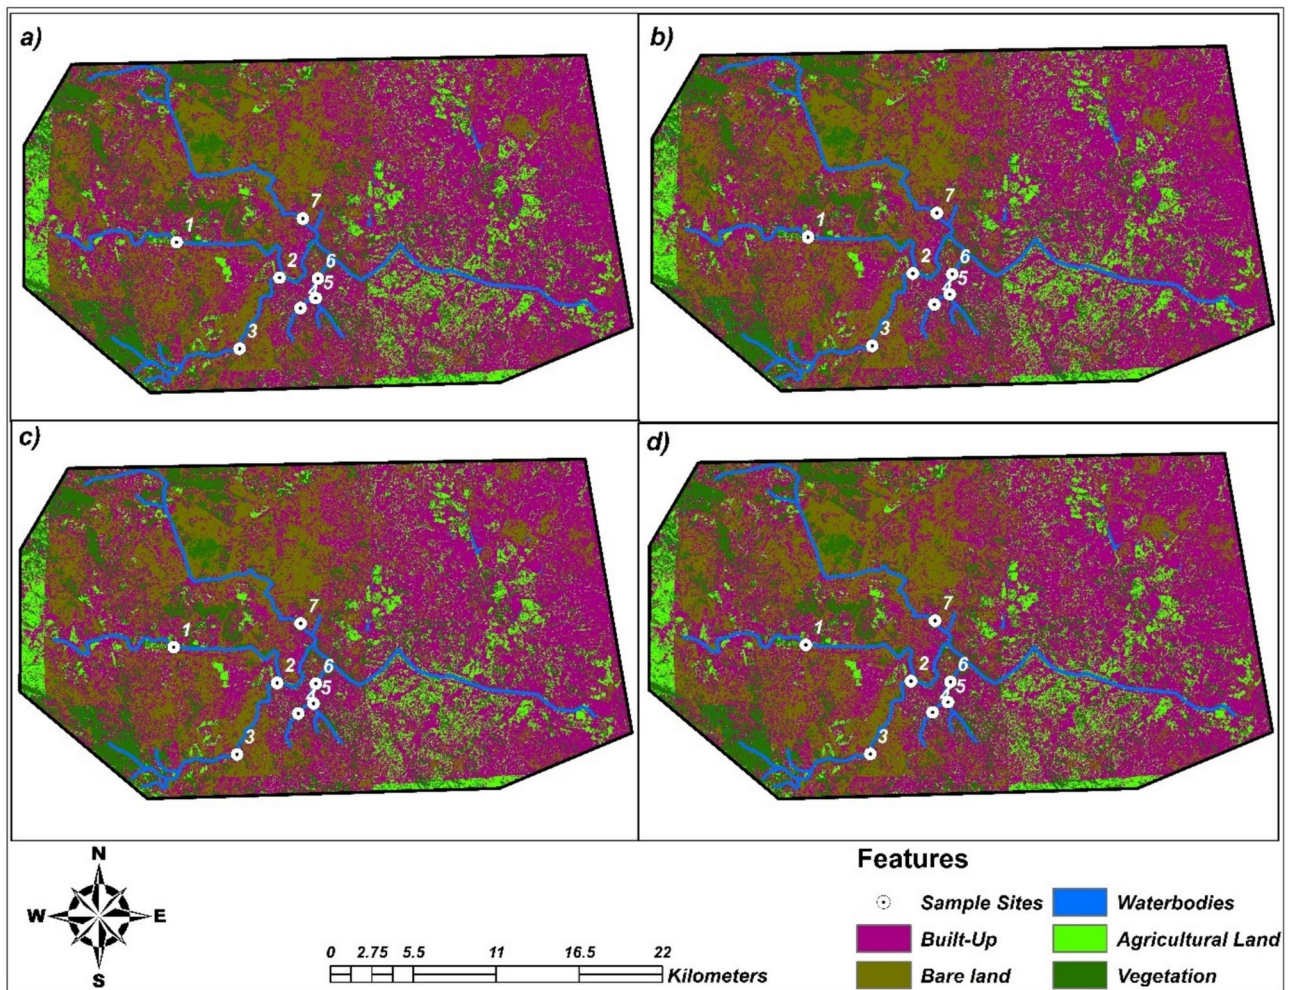 a)
7
1
2
6
5
4
3
b)
7
1
2
6
5
4
3
c)
7
1
2
6
5
4
3
d)
7
1
2
6
5
4
3
N
W E
S
0 2.75 5.5 11 16.5 22
Kilometers
Features
Sample Sites Waterbodies
Built-Up Agricultural Land
Bare land Vegetation